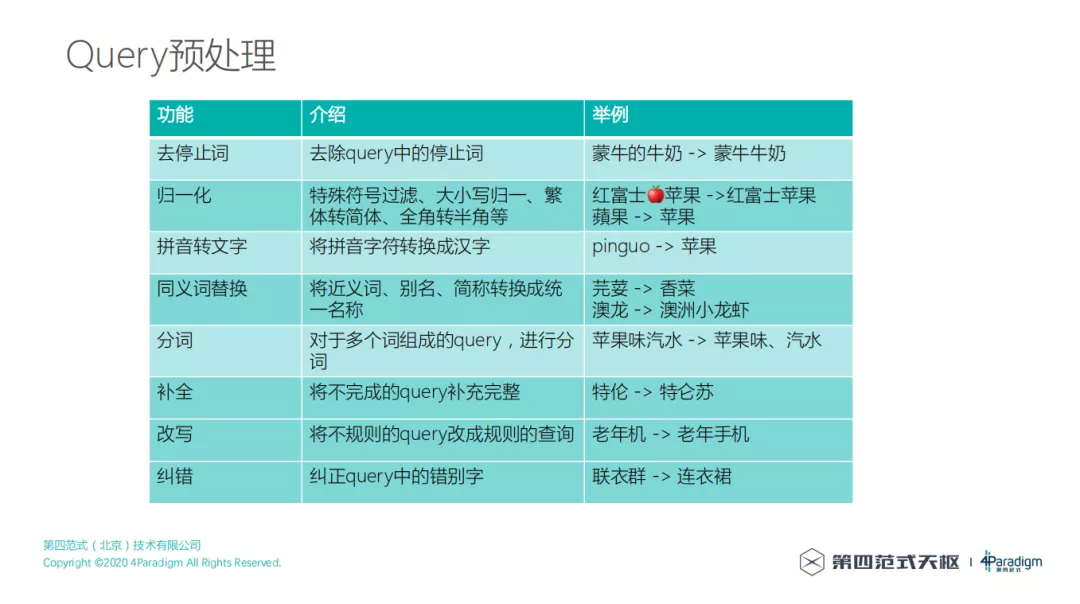 Query预处理
功能 介绍 举例
去停止词 去除query中的停止词 蒙牛的牛奶 -> 蒙牛牛奶
归一化 特殊符号过滤、大小写归一、繁 红富士🍎苹果 ->红富士苹果
体转简体、全角转半角等 蘋果 -> 苹果
拼音转文字 将拼音字符转换成汉字 pinguo -> 苹果
同义词替换 将近义词、别名、简称转换成统 芫荽 -> 香菜
一名称 澳龙 -> 澳洲小龙虾
分词 对于多个词组成的query，进行分 苹果味汽水 -> 苹果味、汽水
词
补全 将不完成的query补充完整 特伦 -> 特仑苏
改写 将不规则的query改成规则的查询 老年机 -> 老年手机
纠错 纠正query中的错别字 联衣群 -> 连衣裙
第四范式（北京）技术有限公司
Copyright ©2020 4Paradigm All Rights Reserved.
第四范式天枢 | 4Paradigm
第四范式